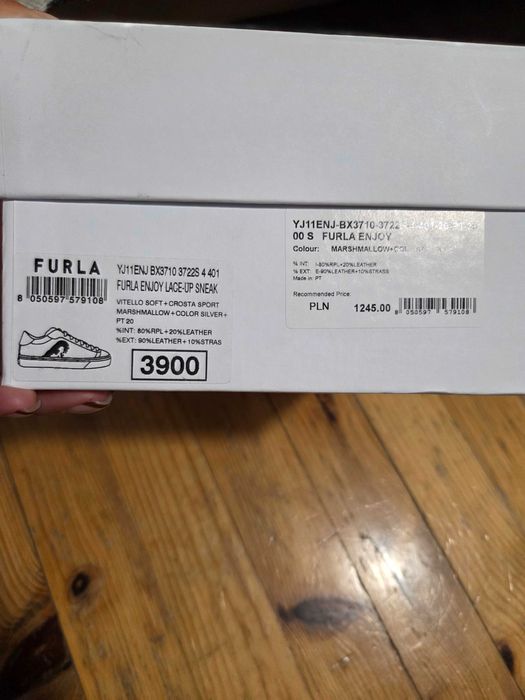 FURLA
8 050597 579108
YJ11ENJ BX3710 3722S 4 401
FURLA ENJOY LACE-UP SNEAK
VITELLO SOFT+CROSTA SPORT
MARSHMALLOW+COLOR SILVER+
PT 20
%INT: 80%RPL+20%LEATHER
%EXT: 90%LEATHER+10%STRAS
3900
YJ11ENJ-BX3710-3722
00 S FURLA ENJOY
Colour: MARSHMALLOW+COL
% INT: I-80%RPL+20%LEATHER
% EXT: E-90%LEATHER+10%STRASS
Made in: PT
Recommended Price:
PLN 1245.00 8 050597 579108